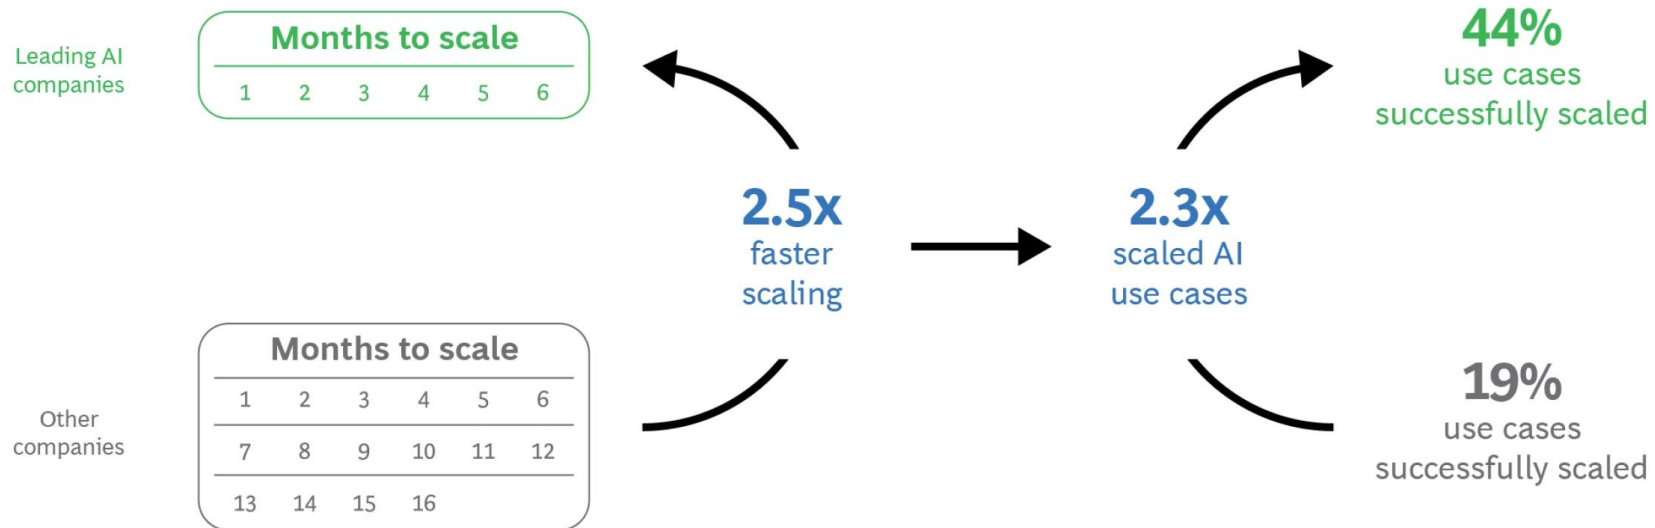 Leading AI
companies
Months to scale
1 2 3 4 5 6
44%
use cases
successfully scaled
2.5x
faster
scaling
2.3x
scaled AI
use cases
Other
companies
Months to scale
1 2 3 4 5 6
7 8 9 10 11 12
13 14 15 16
19%
use cases
successfully scaled